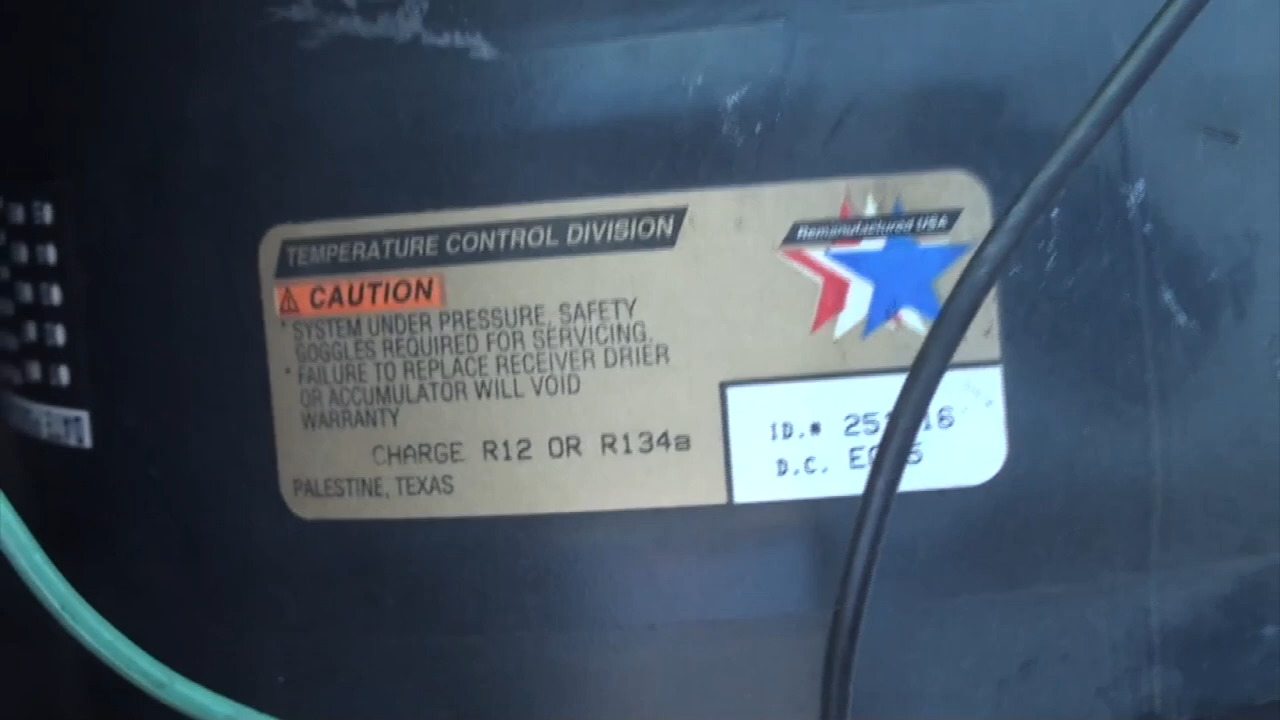 TEMPERATURE CONTROL DIVISION
Remanufactured USA
CAUTION
* SYSTEM UNDER PRESSURE, SAFETY
GOGGLES REQUIRED FOR SERVICING.
* FAILURE TO REPLACE RECEIVER DRIER
OR ACCUMULATOR WILL VOID
WARRANTY
CHARGE R12 OR R134a
PALESTINE, TEXAS
ID.#
D.C.